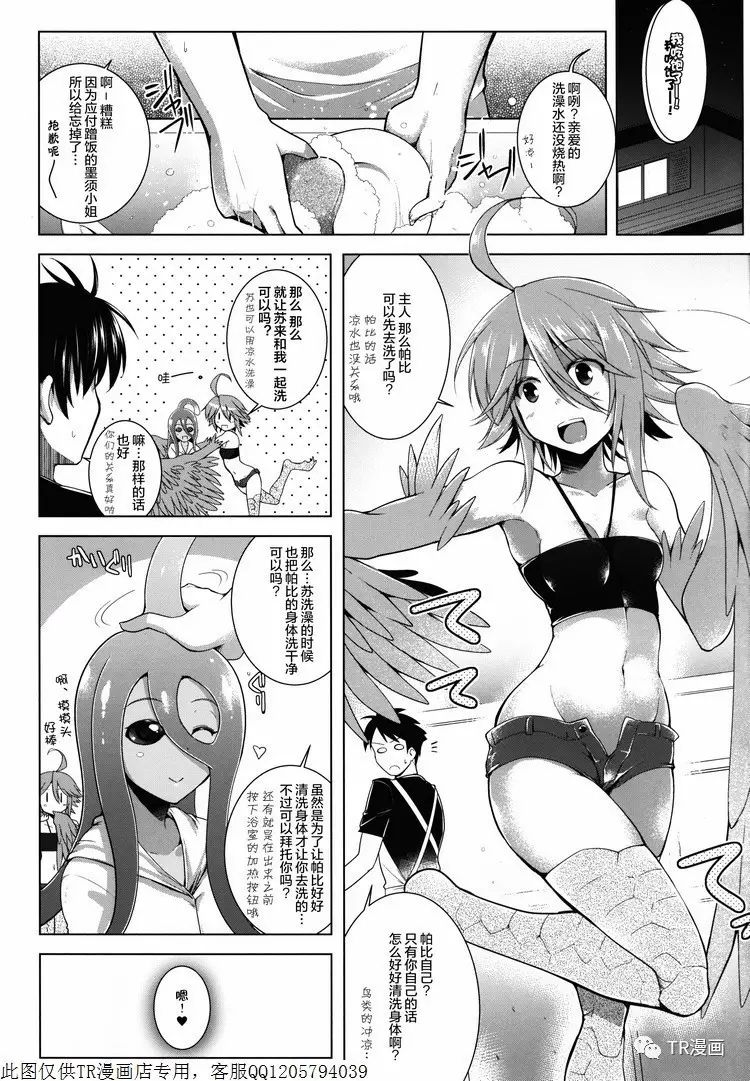 我吃饱了!
我吃饱了—!
啊咧?亲爱的
洗澡水还没烧热啊?
好凉—
啊—糟糕
因为应付蹭饭的墨须小姐
所以给忘掉了…
抱歉呢—
主人 那么帕比
可以先去洗了吗?
帕比的话
凉水也没关系哦
那么 那么
就让苏来和我一起洗
可以吗?
苏也可以用凉水洗澡
哇—
嘛…那样的话
也好
你们的关系真好啊
帕比自己?
只有你自己的话
怎么好好清洗身体啊?
鸟类的冲凉…
那么…苏洗澡的时候
也把帕比的身体洗干净
可以吗?
啊,摸摸头
好棒
虽然是为了让帕比好好
清洗身体才让你去洗的…
不过可以拜托你吗?
还有就是在出来之前
按下浴室的加热按钮哦
嗯!♥
TR漫画
此图仅供TR漫画店专用，客服QQ1205794039